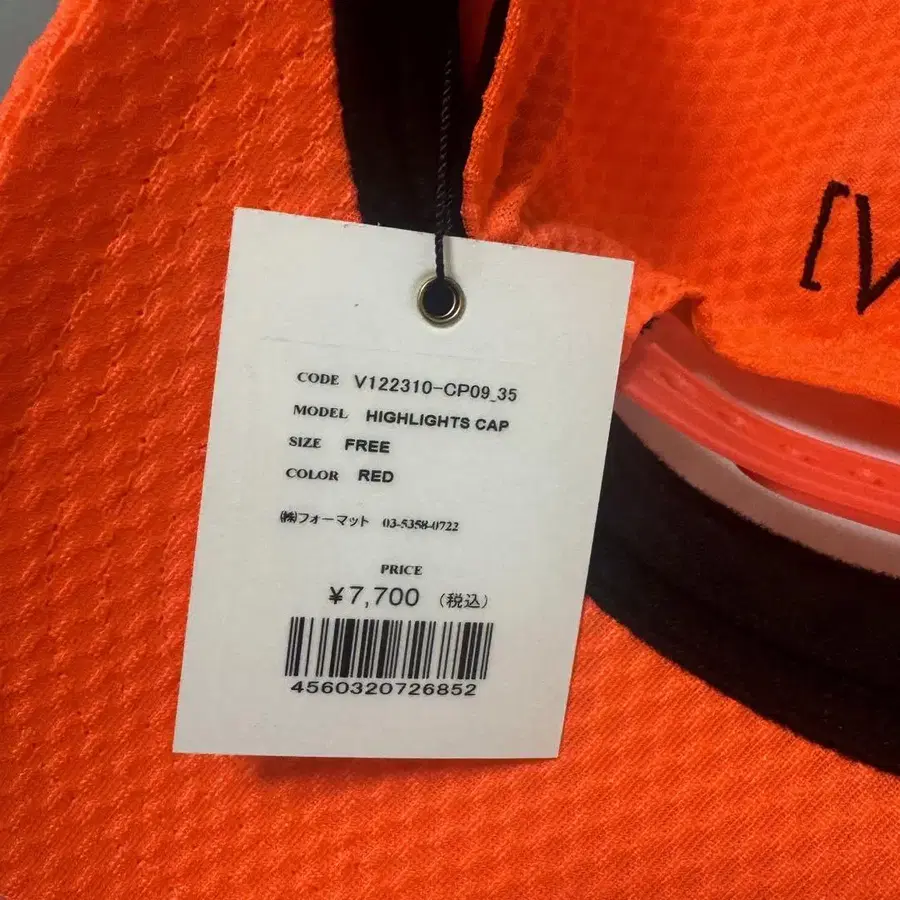 [V
CODE V122310-CP09_35
MODEL HIGHLIGHTS CAP
SIZE FREE
COLOR RED
㈱フォーマット 03-5358-0722
PRICE
¥7,700 (税込)
4560320726852